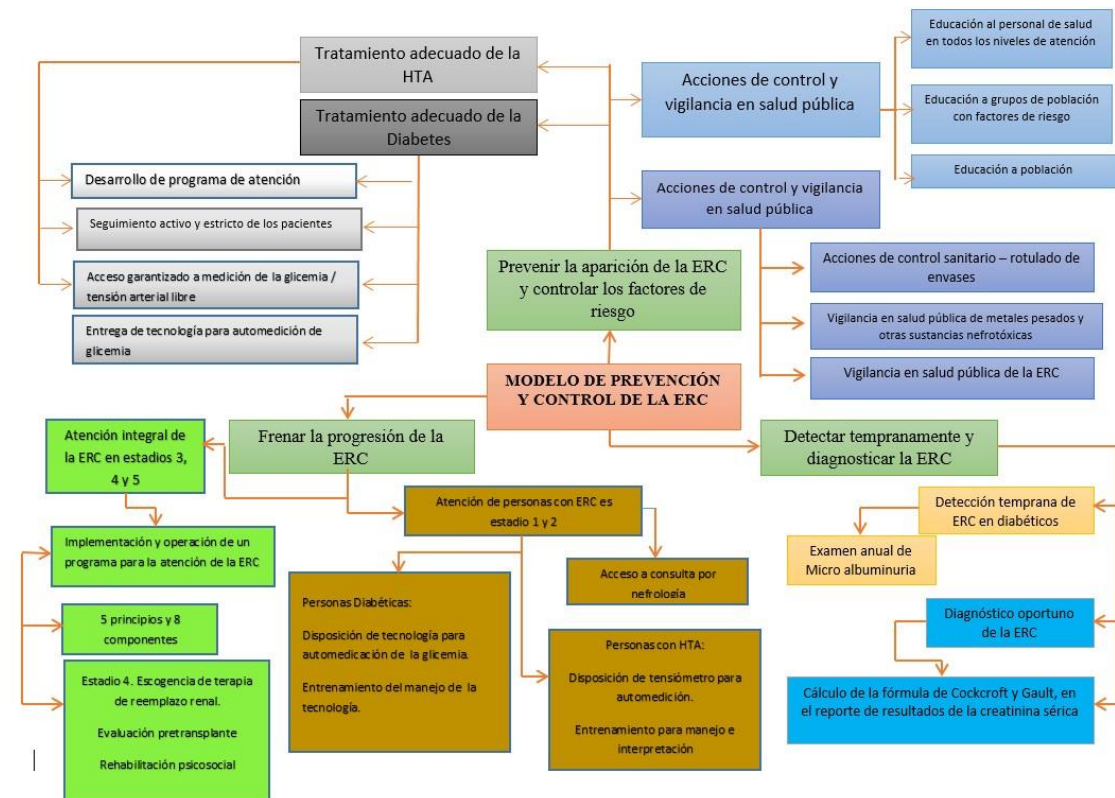 Tratamiento adecuado de la
HTA
Tratamiento adecuado de la
Diabetes
Desarrollo de programa de atención
Seguimiento activo y estricto de los pacientes
Acceso garantizado a medición de la glicemia /
tensión arterial libre
Entrega de tecnología para automedición de
glicemia
Acciones de control y
vigilancia en salud pública
Educación al personal de salud
en todos los niveles de atención
Educación a grupos de población
con factores de riesgo
Educación a población
Acciones de control y vigilancia
en salud pública
Acciones de control sanitario – rotulado de
envases
Vigilancia en salud pública de metales pesados y
otras sustancias nefrotóxicas
Vigilancia en salud pública de la ERC
Prevenir la aparición de la ERC
y controlar los factores de
riesgo
MODELO DE PREVENCIÓN
Y CONTROL DE LA ERC
Frenar la progresión de la
ERC
Detectar tempranamente y
diagnosticar la ERC
Atención integral de
la ERC en estadios 3,
4 y 5
Implementación y operación de un
programa para la atención de la ERC
5 principios y 8
componentes
Estadio 4. Escogencia de terapia
de reemplazo renal.
Evaluación pretransplante
Rehabilitación psicosocial
Atención de personas con ERC es
estadio 1 y 2
Personas Diabéticas:
Disposición de tecnología para
automedicación de la glicemia.
Entrenamiento del manejo de la
tecnología.
Acceso a consulta por
nefrología
Personas con HTA:
Disposición de tensiómetro para
automedición.
Entrenamiento para manejo e
interpretación
Detección temprana de
ERC en diabéticos
Examen anual de
Micro albuminuria
Diagnóstico oportuno
de la ERC
Cálculo de la fórmula de Cockcroft y Gault, en
el reporte de resultados de la creatinina sérica